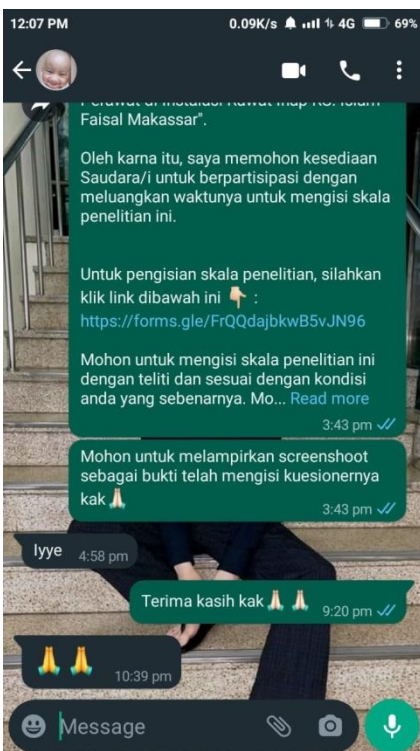 12:07 PM
0.09K/s 4G 69%
Perawat di Instalasi Rawat Inap RS. Islam
Faisal Makassar".
Oleh karna itu, saya memohon kesediaan
Saudara/i untuk berpartisipasi dengan
meluangkan waktunya untuk mengisi skala
penelitian ini.
Untuk pengisian skala penelitian, silahkan
klik link dibawah ini 👇🏻 :
https://forms.gle/FrQQdajbkwB5vJN96
Mohon untuk mengisi skala penelitian ini
dengan teliti dan sesuai dengan kondisi
anda yang sebenarnya. Mo... Read more
3:43 pm
Mohon untuk melampirkan screenshoot
sebagai bukti telah mengisi kuesionernya
kak 🙏🏻
3:43 pm
Iyye 4:58 pm
Terima kasih kak 🙏🏻 🙏🏻 9:20 pm
🙏 🙏 10:39 pm
Message